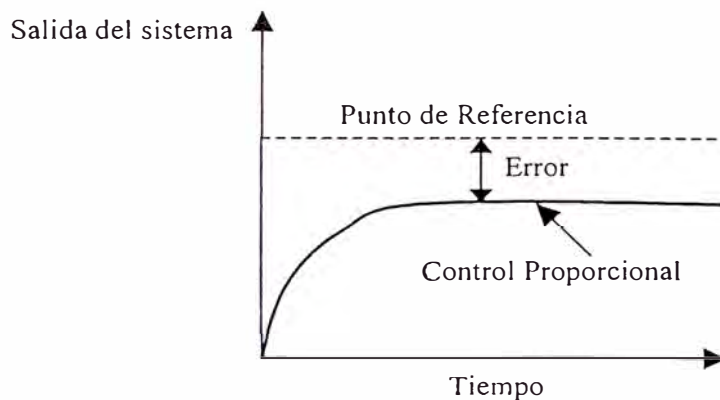 Salida del sistema
Punto de Referencia
Error
Control Proporcional
Tiempo